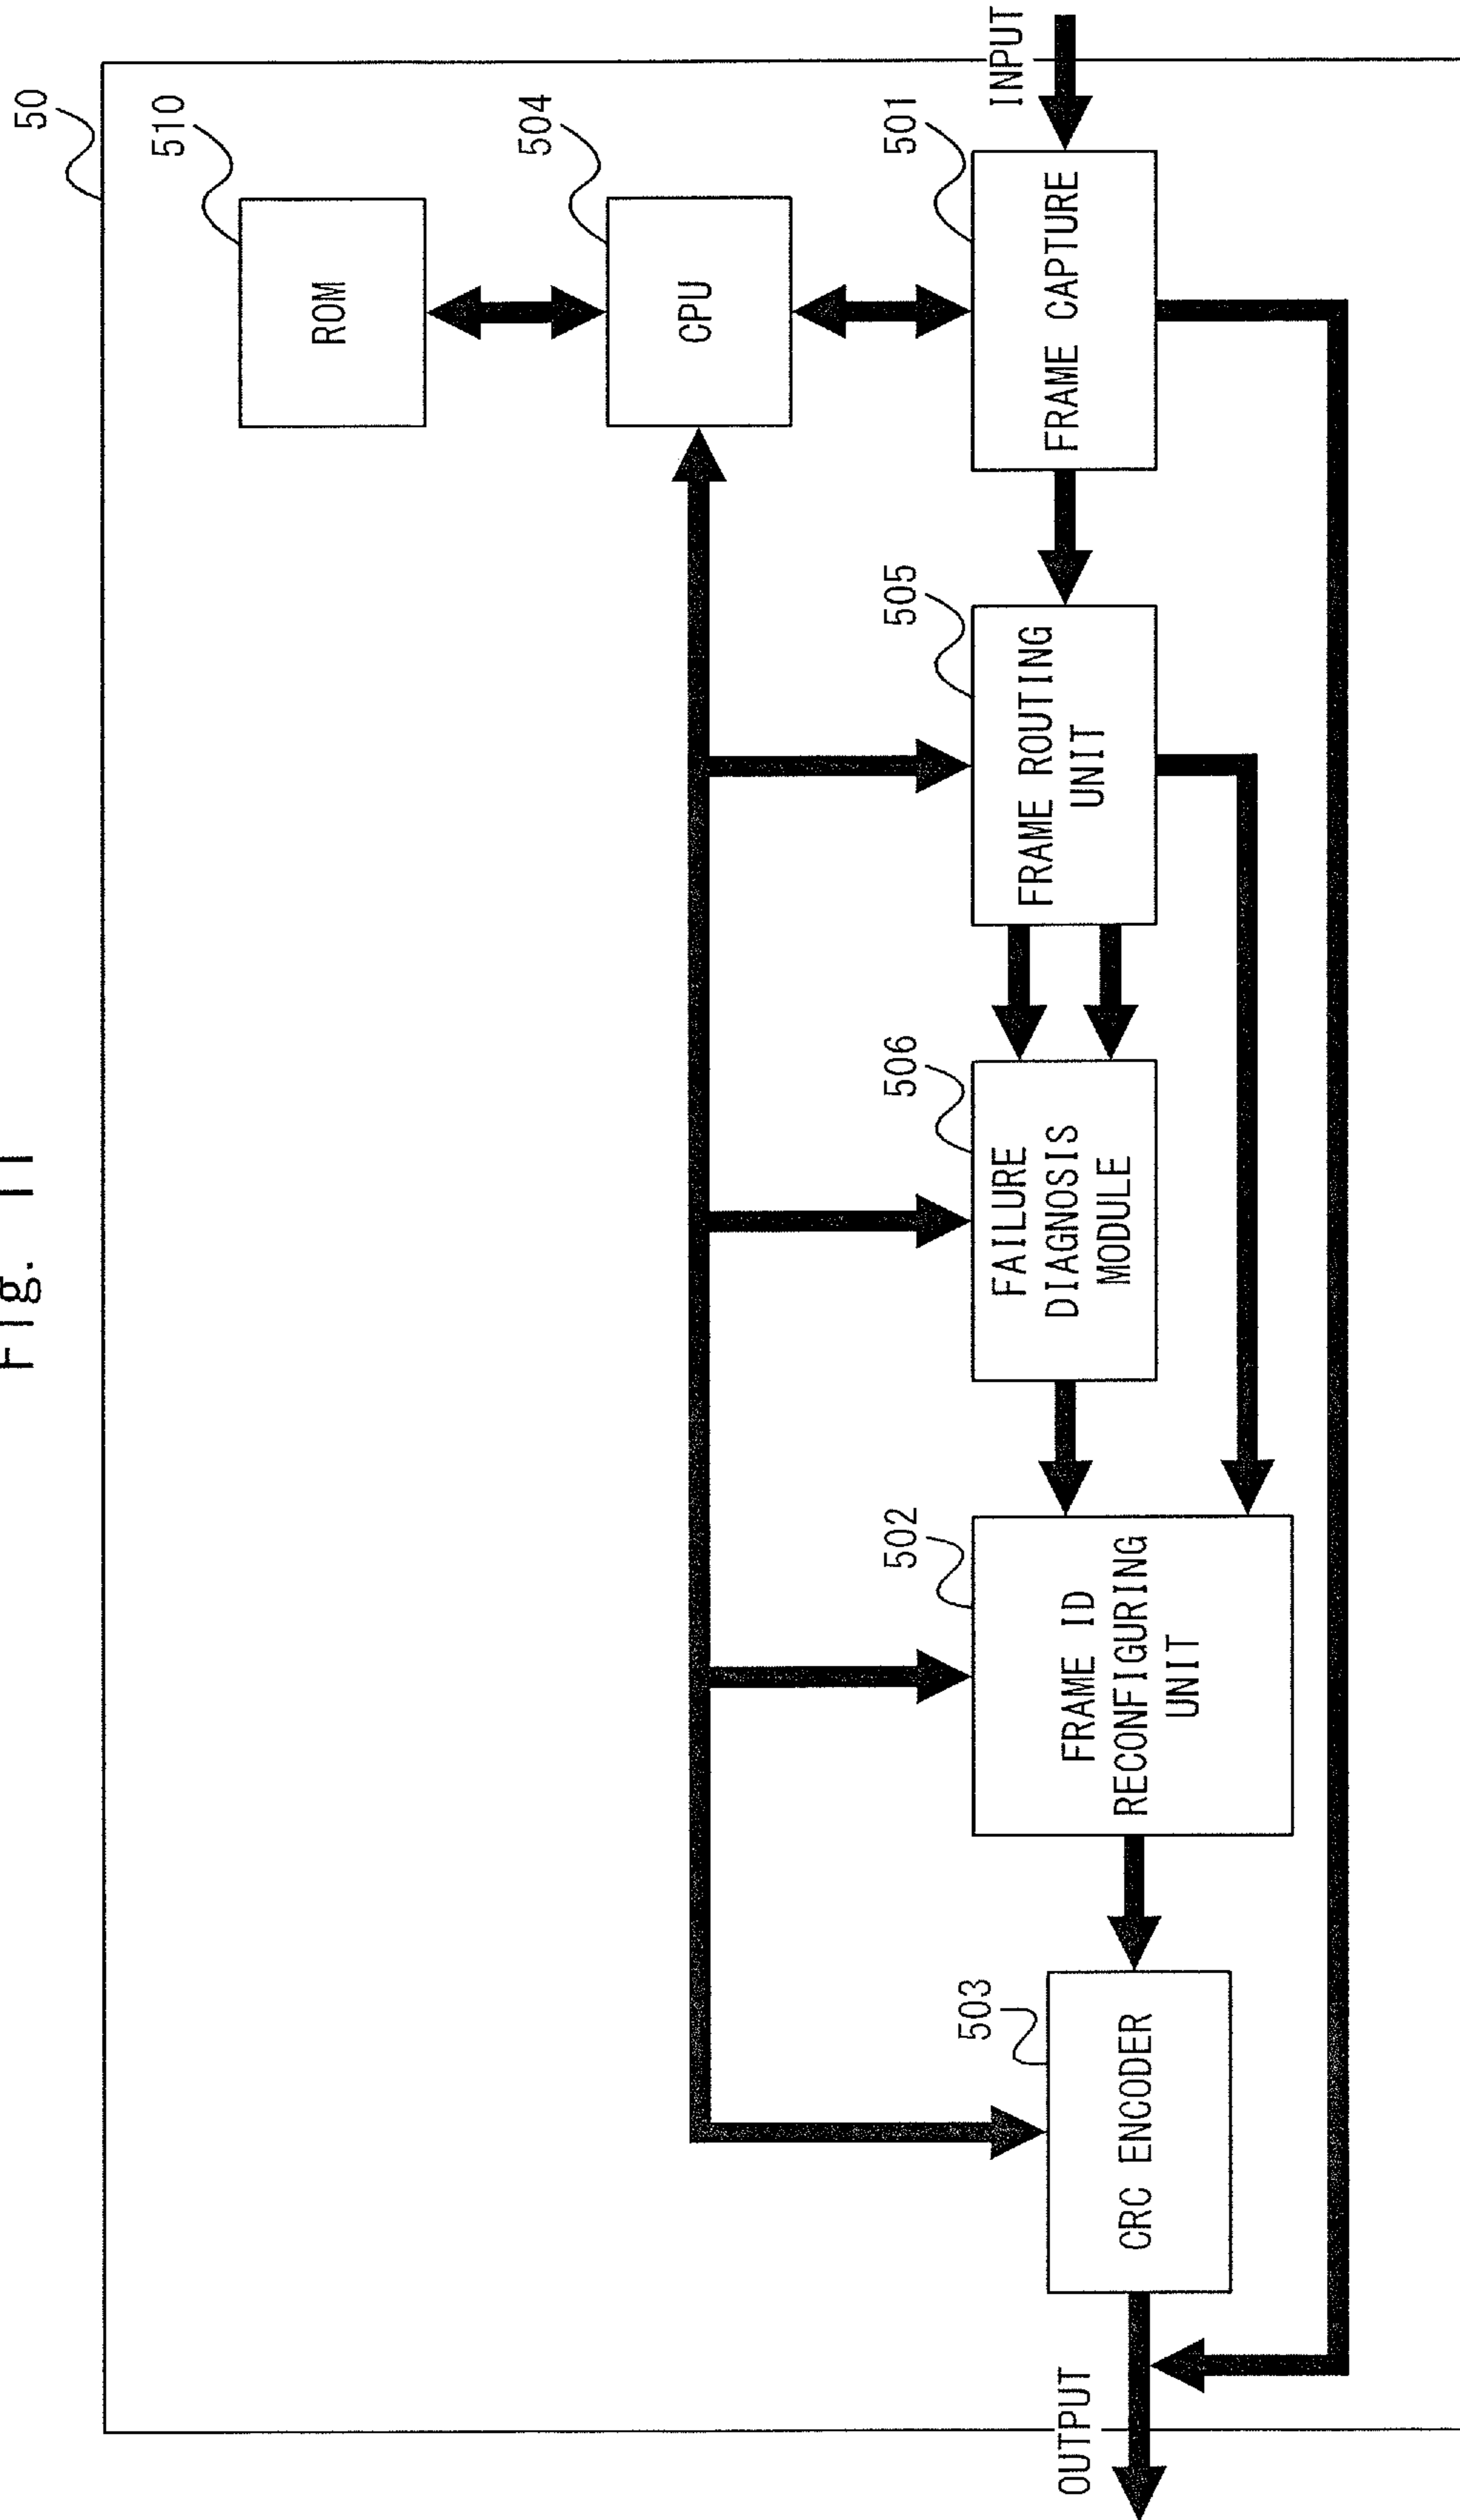 Fig. 11
50
510
ROM
504
CPU
502
506
505
501
503
FAILURE
DIAGNOSIS
MODULE
FRAME ROUTING
UNIT
FRAME CAPTURE
INPUT
FRAME ID
RECONFIGURING
UNIT
CRC ENCODER
OUTPUT